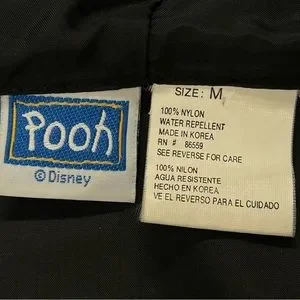 Pooh
© Disney
SIZE: M
100% NYLON
WATER REPELLENT
MADE IN KOREA
RN # 86559
SEE REVERSE FOR CARE
100% NILON
AGUA RESISTENTE
HECHO EN KOREA
VE EL REVERSO PARA EL CUIDADO